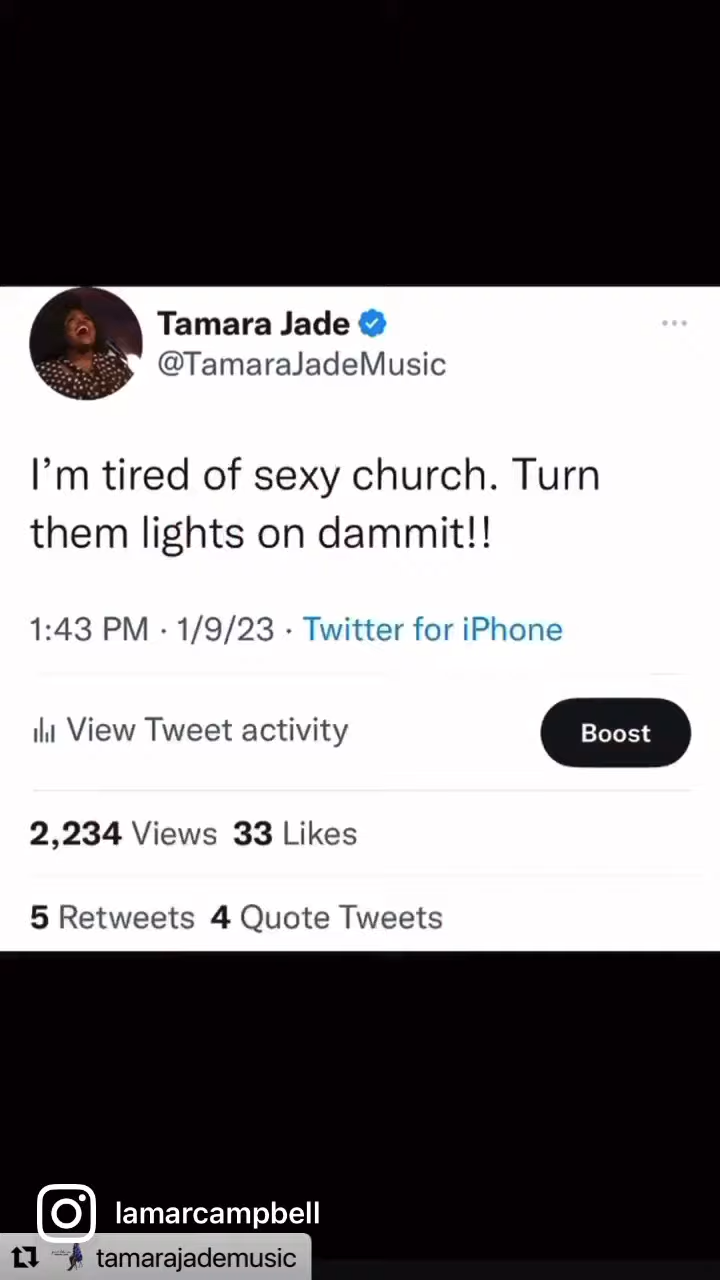 Tamara Jade
@TamaraJadeMusic
I'm tired of sexy church. Turn
them lights on dammit!!
1:43 PM · 1/9/23 · Twitter for iPhone
View Tweet activity
Boost
2,234 Views 33 Likes
5 Retweets 4 Quote Tweets
lamarcampbell
tamarajademusic